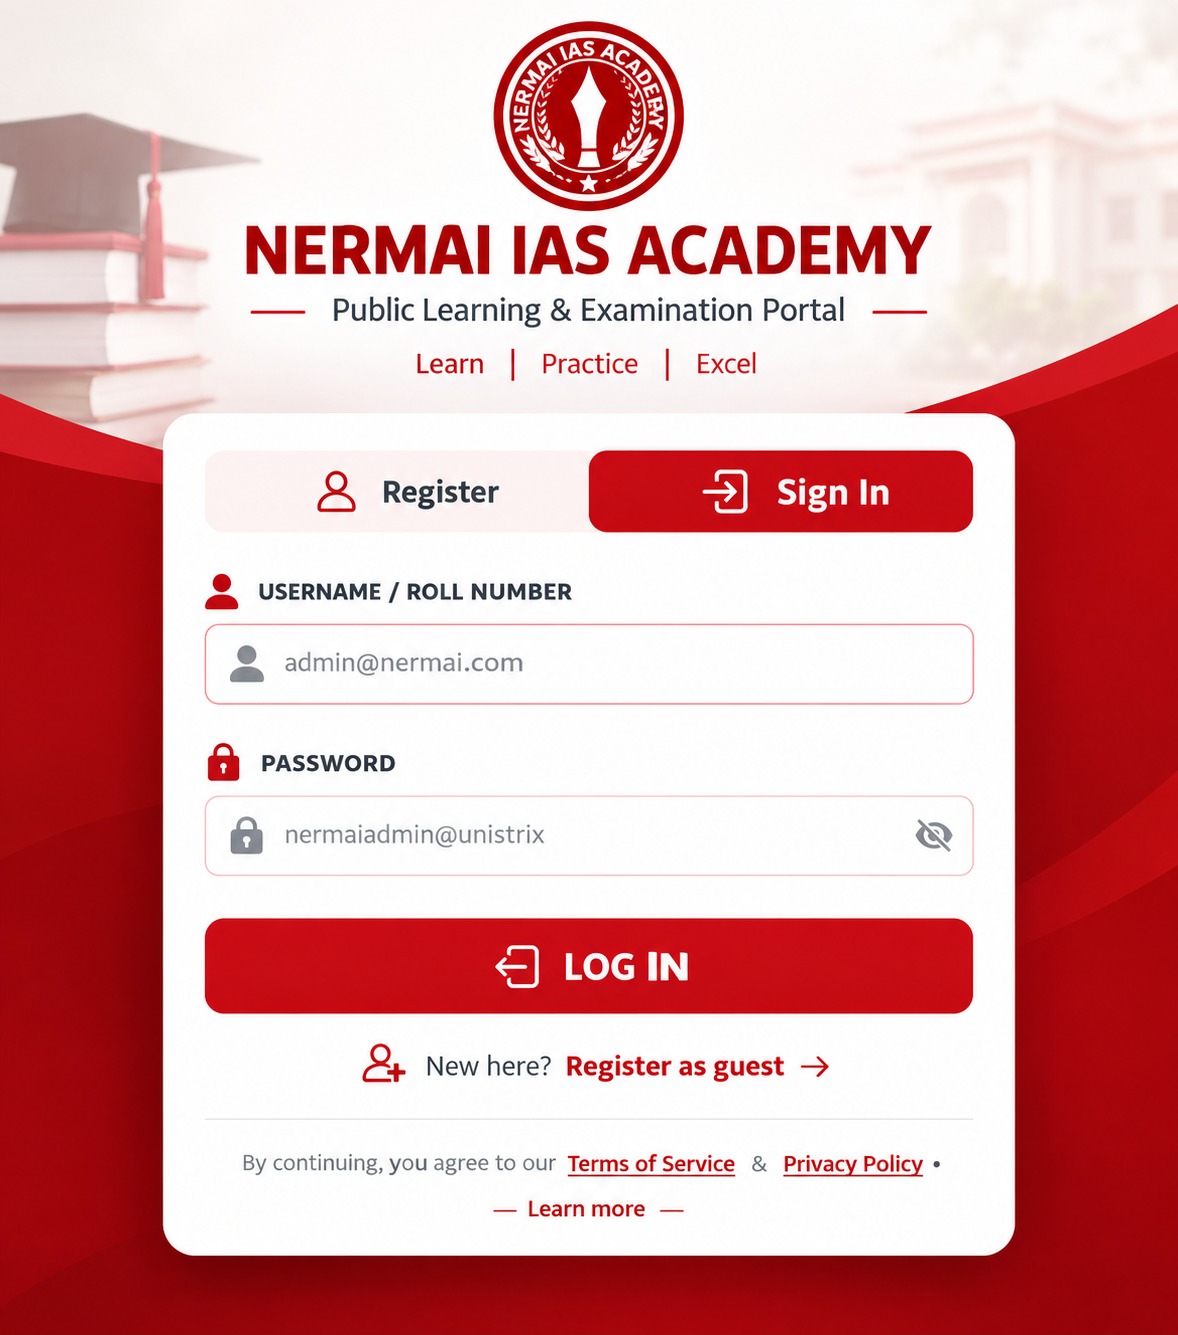 NERMAI IAS ACADEMY
NERMAI IAS ACADEMY
Public Learning & Examination Portal
Learn | Practice | Excel
Register
Sign In
USERNAME / ROLL NUMBER
admin@nermai.com
PASSWORD
nermaiadmin@unistrix
LOG IN
New here? Register as guest →
By continuing, you agree to our Terms of Service & Privacy Policy •
— Learn more —